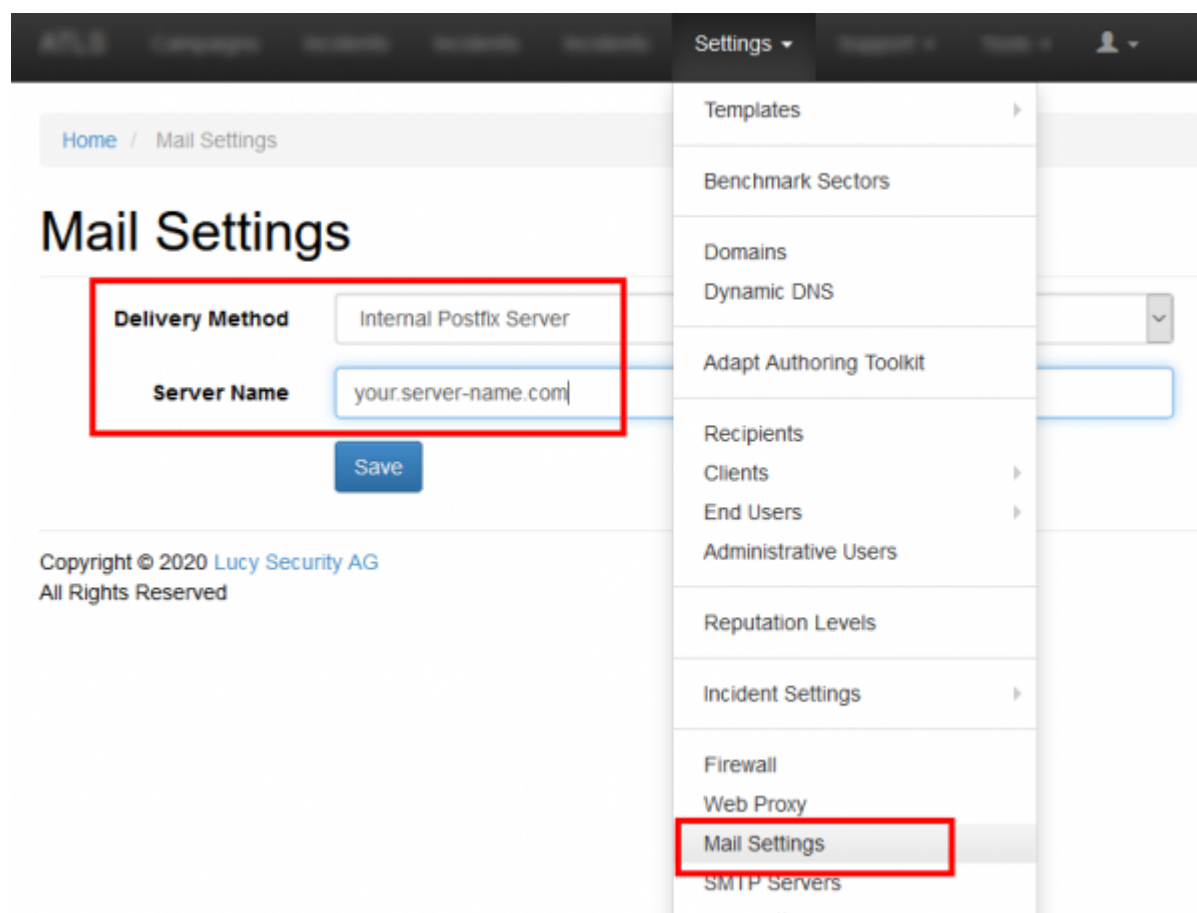 Settings
Home / Mail Settings
Mail Settings
Delivery Method
Internal Postfix Server
Server Name
your.server-name.com
Save
Copyright © 2020 Lucy Security AG
All Rights Reserved
Templates
Benchmark Sectors
Domains
Dynamic DNS
Adapt Authoring Toolkit
Recipients
Clients
End Users
Administrative Users
Reputation Levels
Incident Settings
Firewall
Web Proxy
Mail Settings
SMTP Servers